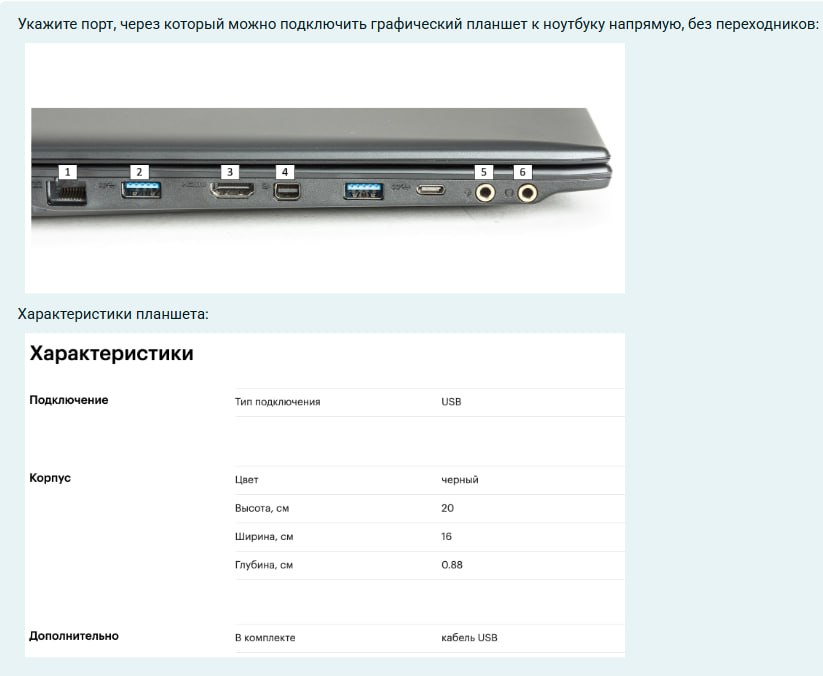 Укажите порт, через который можно подключить графический планшет к ноутбуку напрямую, без переходников:
1 2 3 4 5 6
Характеристики планшета:
Характеристики
Подключение Тип подключения USB
Корпус Цвет черный
Высота, см 20
Ширина, см 16
Глубина, см 0.88
Дополнительно В комплекте кабель USB